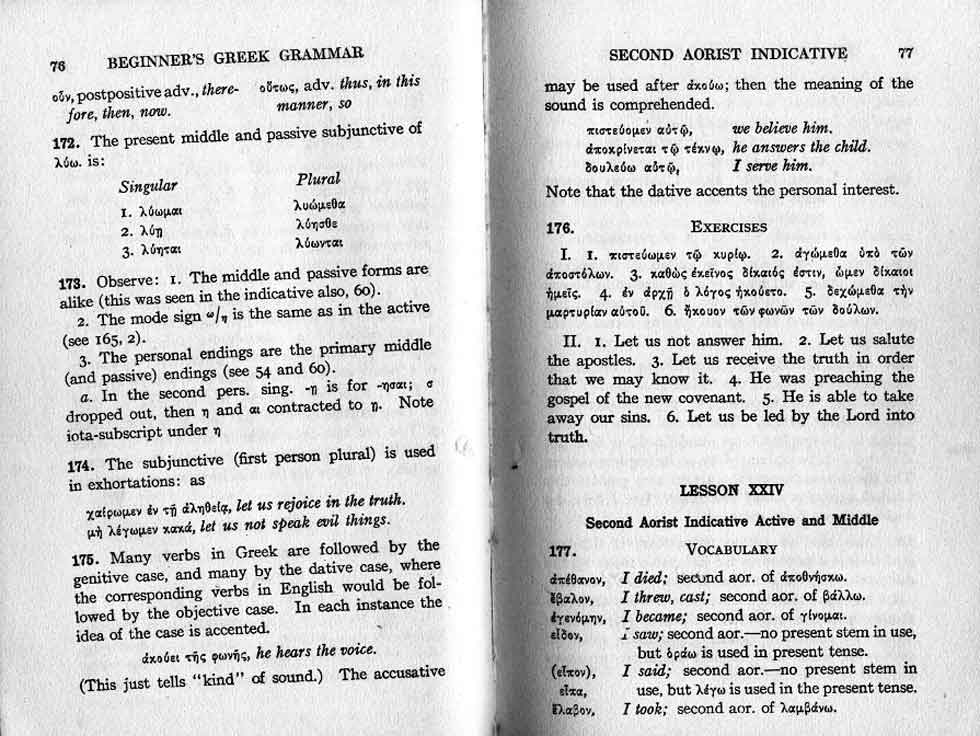 76 BEGINNER'S GREEK GRAMMAR
οὖν, postpositive adv., there-
fore, then, now.
οὕτως, adv. thus, in this
manner, so
172. The present middle and passive subjunctive of
λύω. is:
Singular Plural
1. λύωμαι λυώμεθα
2. λύῃ λύησθε
3. λύηται λύωνται
173. Observe: 1. The middle and passive forms are
alike (this was seen in the indicative also, 60).
2. The mode sign ω/η is the same as in the active
(see 165, 2).
3. The personal endings are the primary middle
(and passive) endings (see 54 and 60).
a. In the second pers. sing. -ῃ is for -ησαι; σ
dropped out, then η and αι contracted to ῃ. Note
iota-subscript under η
174. The subjunctive (first person plural) is used
in exhortations: as
χαίρωμεν ἐν τῇ ἀληθείᾳ, let us rejoice in the truth.
μὴ λέγωμεν κακά, let us not speak evil things.
175. Many verbs in Greek are followed by the
genitive case, and many by the dative case, where
the corresponding verbs in English would be fol-
lowed by the objective case. In each instance the
idea of the case is accented.
ἀκούει τῆς φωνῆς, he hears the voice.
(This just tells "kind" of sound.) The accusative
SECOND AORIST INDICATIVE 77
may be used after ἀκούω; then the meaning of the
sound is comprehended.
πιστεύομεν αὐτῷ, we believe him.
ἀποκρίνεται τῷ τέκνῳ, he answers the child.
δουλεύω αὐτῷ, I serve him.
Note that the dative accents the personal interest.
176. EXERCISES
I. 1. πιστεύωμεν τῷ κυρίῳ. 2. ἀγώμεθα ὑπὸ τῶν
ἀποστόλων. 3. καθὼς ἐκεῖνος δίκαιός ἐστιν, ὦμεν δίκαιοι
ἡμεῖς. 4. ἐν ἀρχῇ ὁ λόγος ἠκούετο. 5. δεχώμεθα τὴν
μαρτυρίαν αὐτοῦ. 6. ἤκουον τῶν φωνῶν τῶν δούλων.
II. 1. Let us not answer him. 2. Let us salute
the apostles. 3. Let us receive the truth in order
that we may know it. 4. He was preaching the
gospel of the new covenant. 5. He is able to take
away our sins. 6. Let us be led by the Lord into
truth.
LESSON XXIV
Second Aorist Indicative Active and Middle
177. VOCABULARY
ἀπέθανον, I died; second aor. of ἀποθνήσκω.
ἔβαλον, I threw, cast; second aor. of βάλλω.
ἐγενόμην, I became; second aor. of γίνομαι.
εἶδον, I saw; second aor.—no present stem in use,
but ὁράω is used in present tense.
(εἶπον), I said; second aor.—no present stem in
εἶπα, use, but λέγω is used in the present tense.
ἔλαβον, I took; second aor. of λαμβάνω.